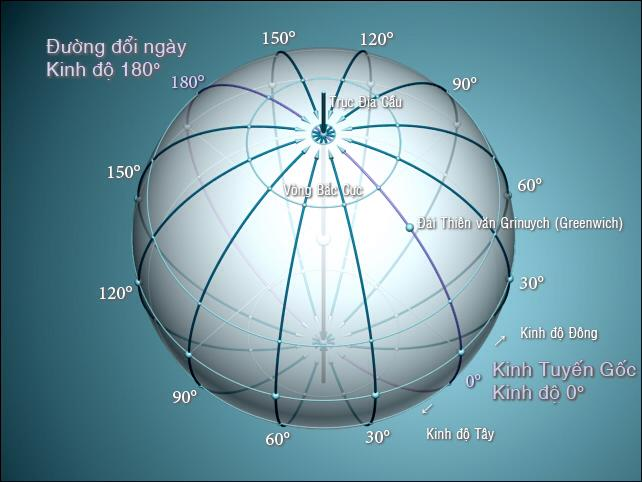 Đường đổi ngày
Kinh độ 180°
150°
120°
180°
90°
Trục Địa Cầu
150°
60°
Vòng Bắc Cực
Đài Thiên văn Grinuych (Greenwich)
30°
120°
Kinh độ Đông
0°
Kinh Tuyến Gốc
Kinh độ 0°
90°
60°
30°
Kinh độ Tây